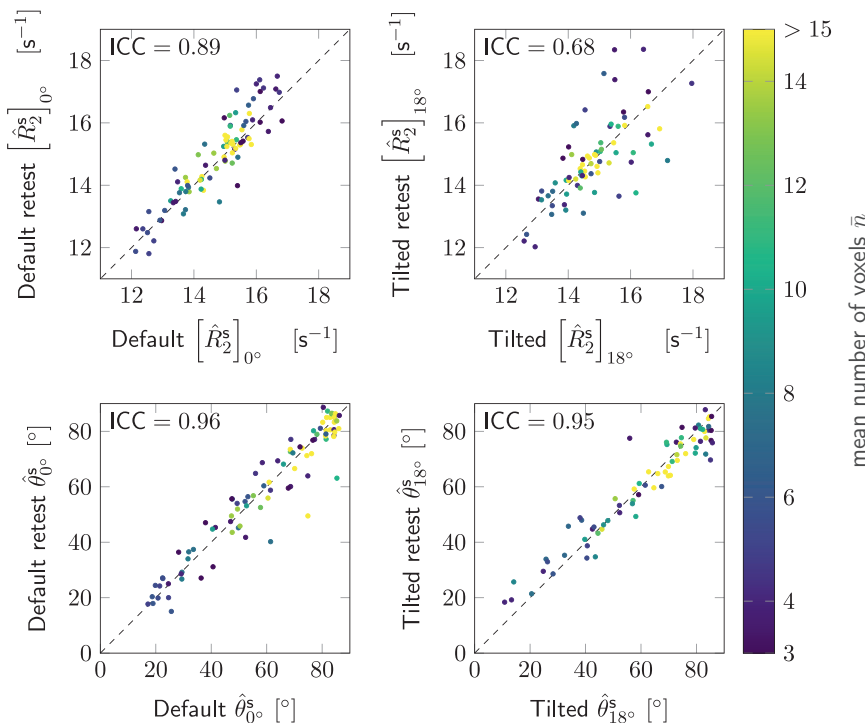 ICC = 0.89
18
16
14
12
12 14 16 18
Default retest [R̂₂ˢ]₀° [s⁻¹]
Default [R̂₂ˢ]₀° [s⁻¹]
ICC = 0.68
18
16
14
12
12 14 16 18
Tilted retest [R̂₂ˢ]₁₈° [s⁻¹]
Tilted [R̂₂ˢ]₁₈° [s⁻¹]
ICC = 0.96
80
60
40
20
0
0 20 40 60 80
Default retest θ̂ˢ₀° [°]
Default θ̂ˢ₀° [°]
ICC = 0.95
80
60
40
20
0
0 20 40 60 80
Tilted retest θ̂ˢ₁₈° [°]
Tilted θ̂ˢ₁₈° [°]
> 15
14
12
10
8
6
4
3
mean number of voxels n̄